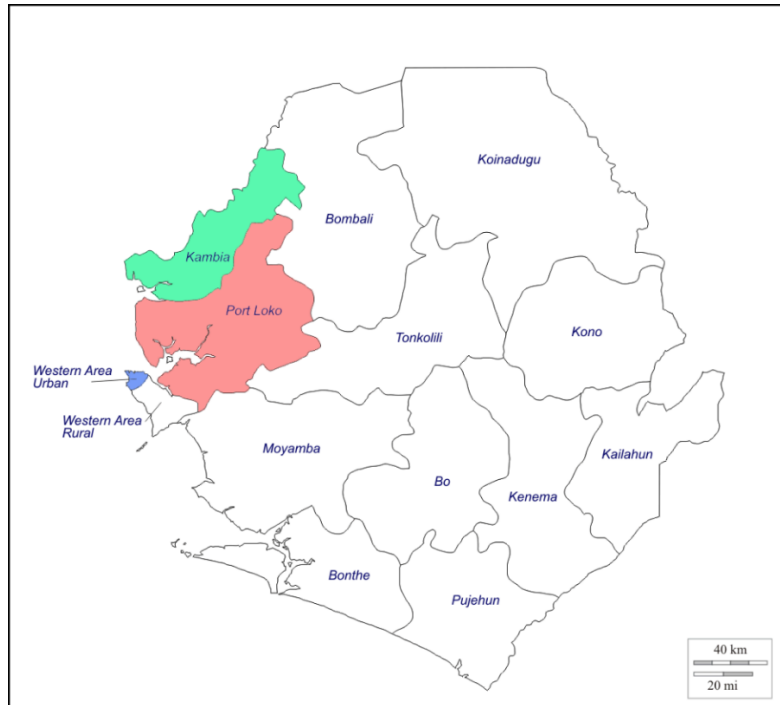 Koinadugu
Bombali
Kambia
Port Loko
Kono
Tonkolili
Western Area
Urban
Western Area
Rural
Moyamba
Kailahun
Bo
Kenema
Bonthe
Pujehun
40 km
20 mi